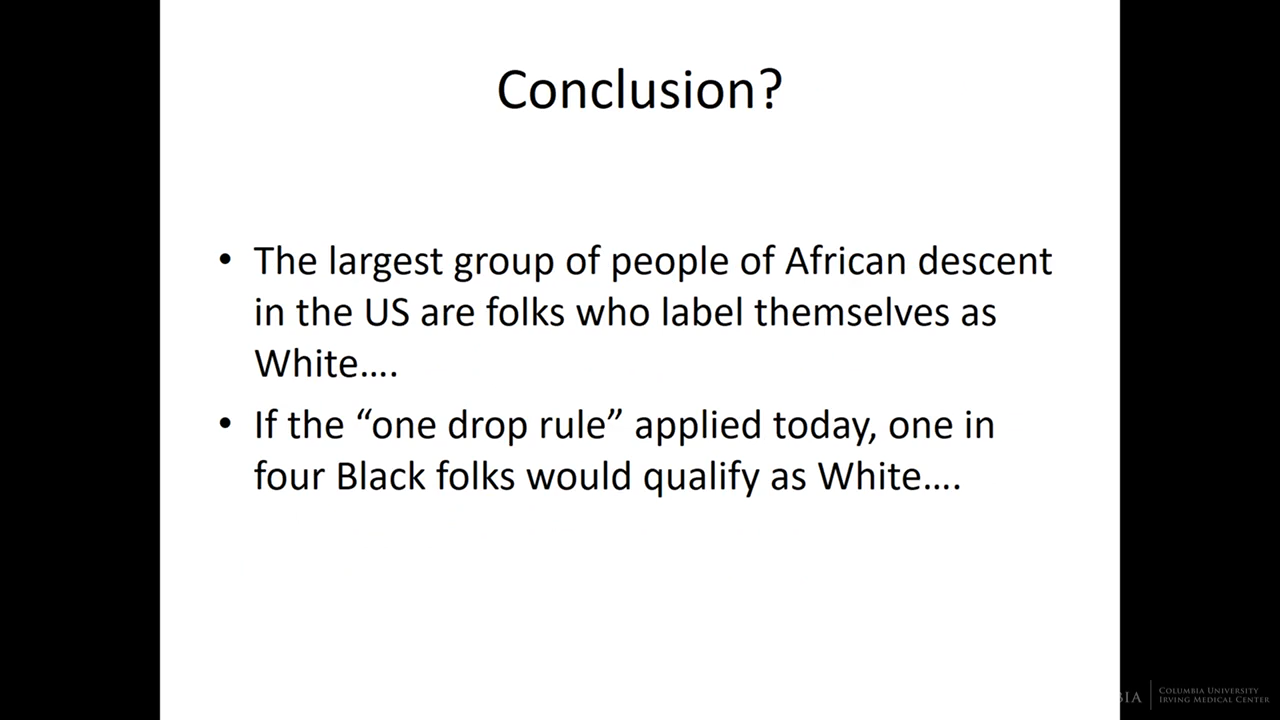 Conclusion?
• The largest group of people of African descent
in the US are folks who label themselves as
White....
• If the “one drop rule” applied today, one in
four Black folks would qualify as White....
BIA
COLUMBIA UNIVERSITY
IRVING MEDICAL CENTER